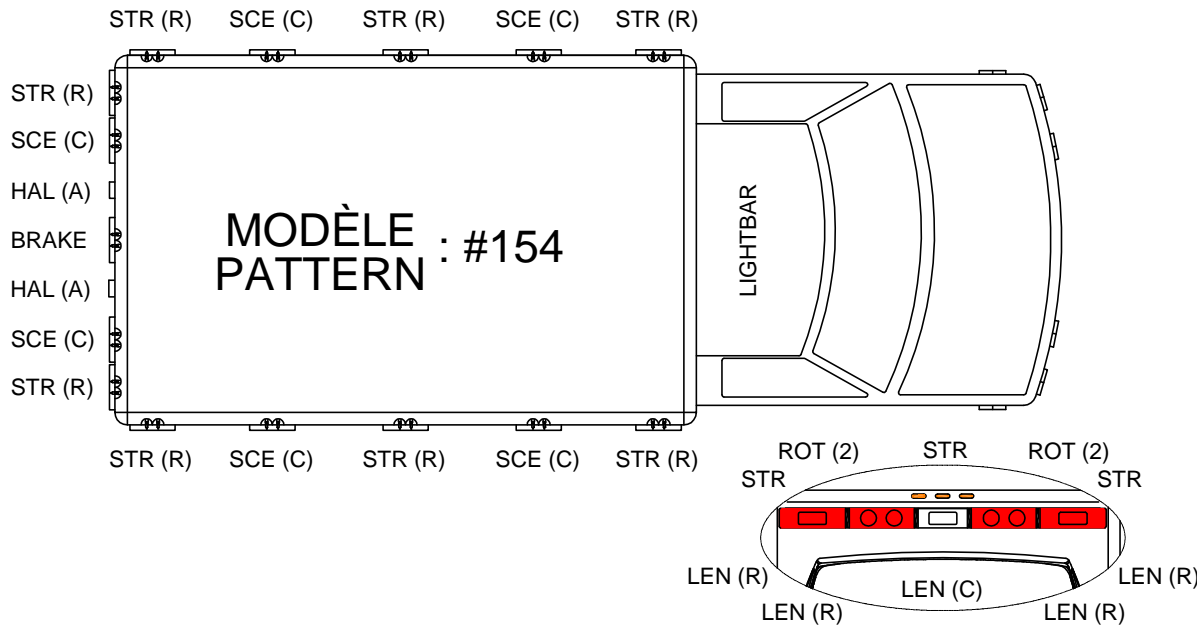 STR (R) SCE (C) STR (R) SCE (C) STR (R)
STR (R)
SCE (C)
HAL (A)
BRAKE
HAL (A)
SCE (C)
STR (R)
MODÈLE
PATTERN : #154
LIGHTBAR
STR (R) SCE (C) STR (R) SCE (C) STR (R)
ROT (2) STR ROT (2)
STR STR
LEN (R) LEN (C) LEN (R)
LEN (R) LEN (R)